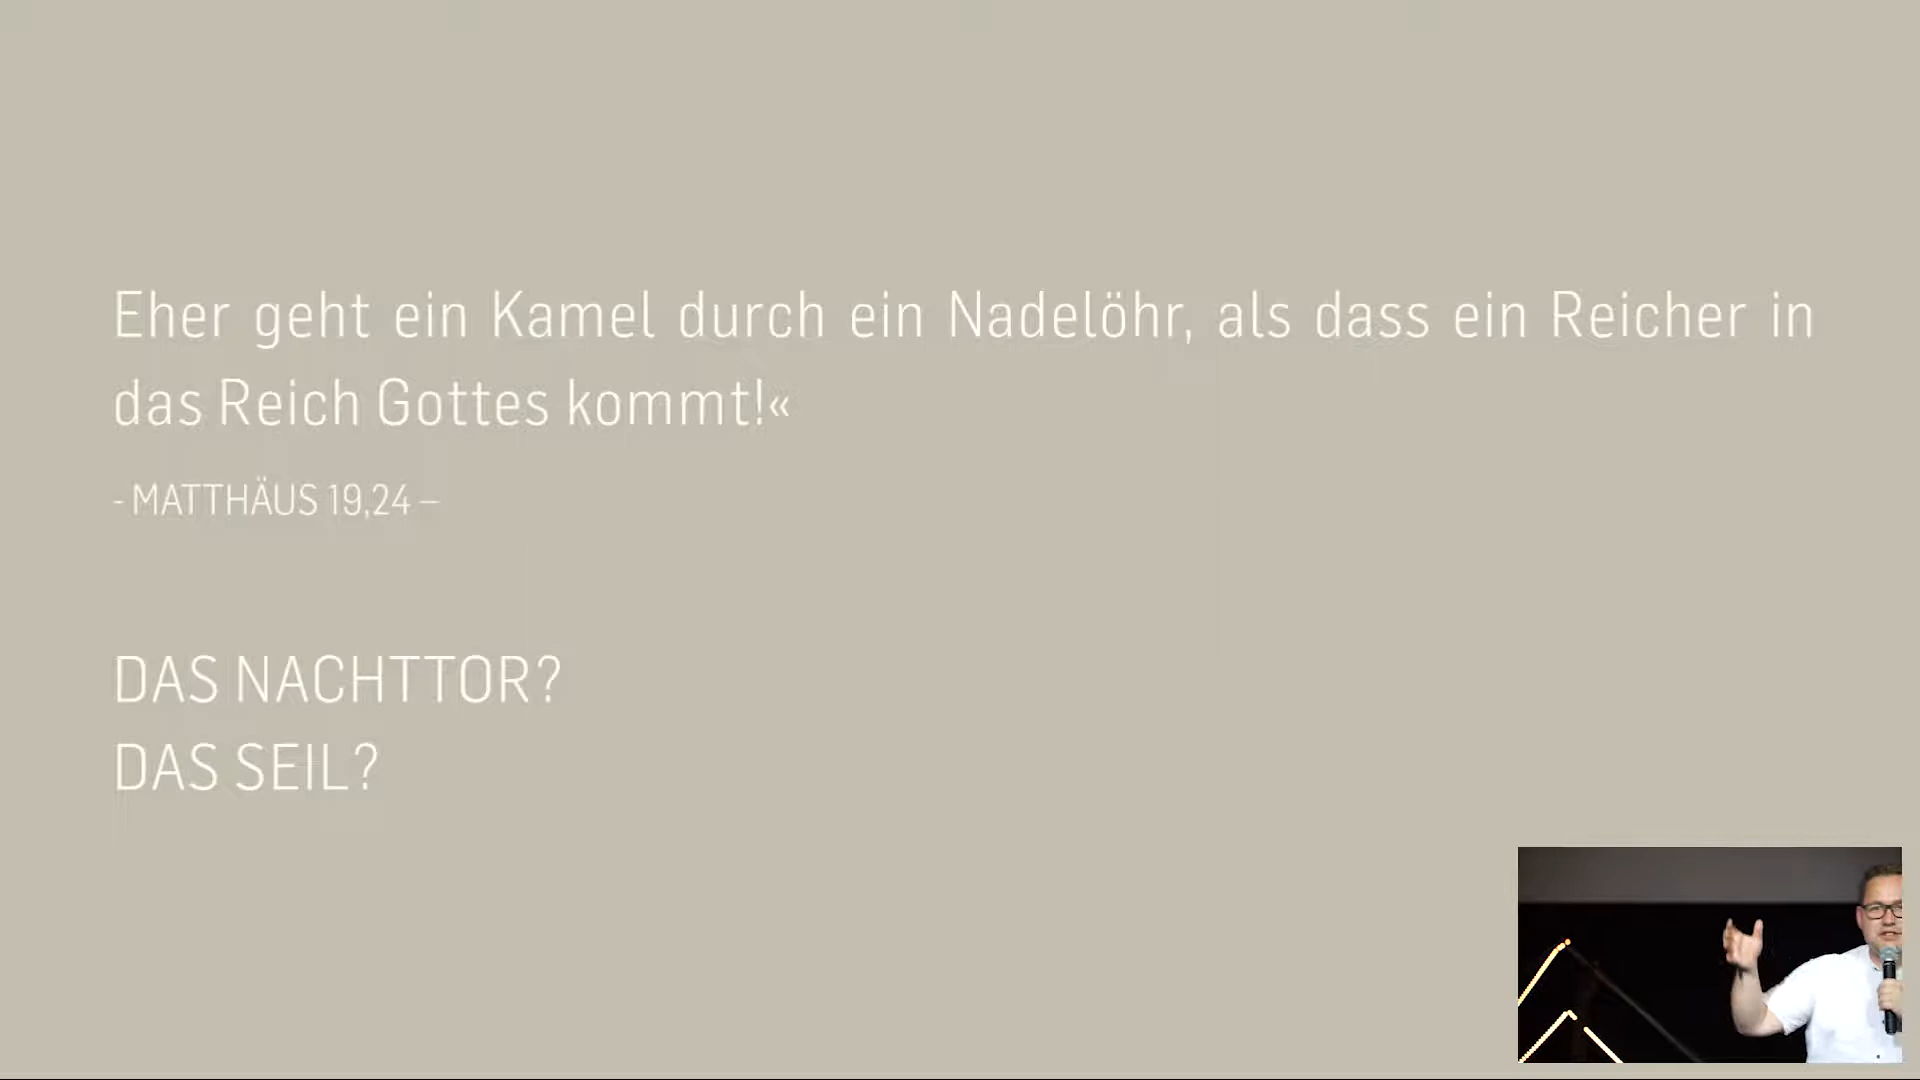 Eher geht ein Kamel durch ein Nadelöhr, als dass ein Reicher in
das Reich Gottes kommt!«
- MATTHÄUS 19,24 –
DAS NACHTTOR?
DAS SEIL?